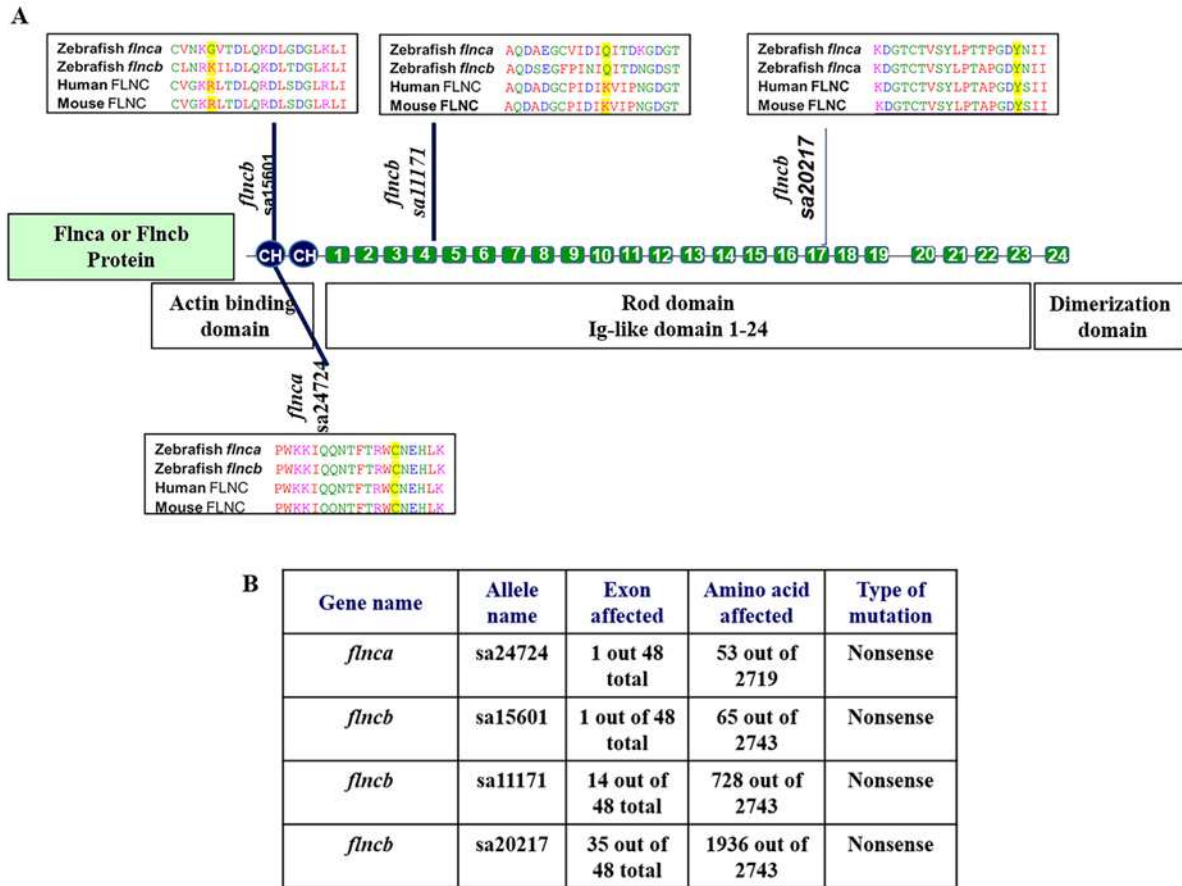 A
Zebrafish flnca CVNKGVTDLQKDLGDGLKLI
Zebrafish flncb CLNRKILDLQKDLTDGLKLI
Human FLNC CVGKRLTDLQRDLSDGLRLI
Mouse FLNC CVGKRLTDLQRDLSDGLRLI
Zebrafish flnca AQDAEGCVIDIQITDKGDGT
Zebrafish flncb AQDSEGFPINIQITDNGDST
Human FLNC AQDADGCPIDIKVIPNGDGT
Mouse FLNC AQDADGCPIDIKVIPNGDGT
Zebrafish flnca KDGTCTVSYLPTTPGDYNII
Zebrafish flnca KDGTCTVSYLPTAPGDYNII
Human FLNC KDGTCTVSYLPTAPGDYSII
Mouse FLNC KDGTCTVSYLPTAPGDYSII
flncb
sa15601
flncb
sa11171
flncb
sa20217
Flnca or Flncb
Protein
CH CH 1 2 3 4 5 6 7 8 9 10 11 12 13 14 15 16 17 18 19 20 21 22 23 24
Actin binding
domain
Rod domain
Ig-like domain 1-24
Dimerization
domain
flnca
sa24724
Zebrafish flnca PWKKIQQNTFTRWCNEHLK
Zebrafish flncb PWKKIQQNTFTRWCNEHLK
Human FLNC PWKKIQQNTFTRWCNEHLK
Mouse FLNC PWKKIQQNTFTRWCNEHLK
B
Gene name Allele name Exon affected Amino acid affected Type of mutation
flnca sa24724 1 out 48 total 53 out of 2719 Nonsense
flncb sa15601 1 out of 48 total 65 out of 2743 Nonsense
flncb sa11171 14 out of 48 total 728 out of 2743 Nonsense
flncb sa20217 35 out of 48 total 1936 out of 2743 Nonsense